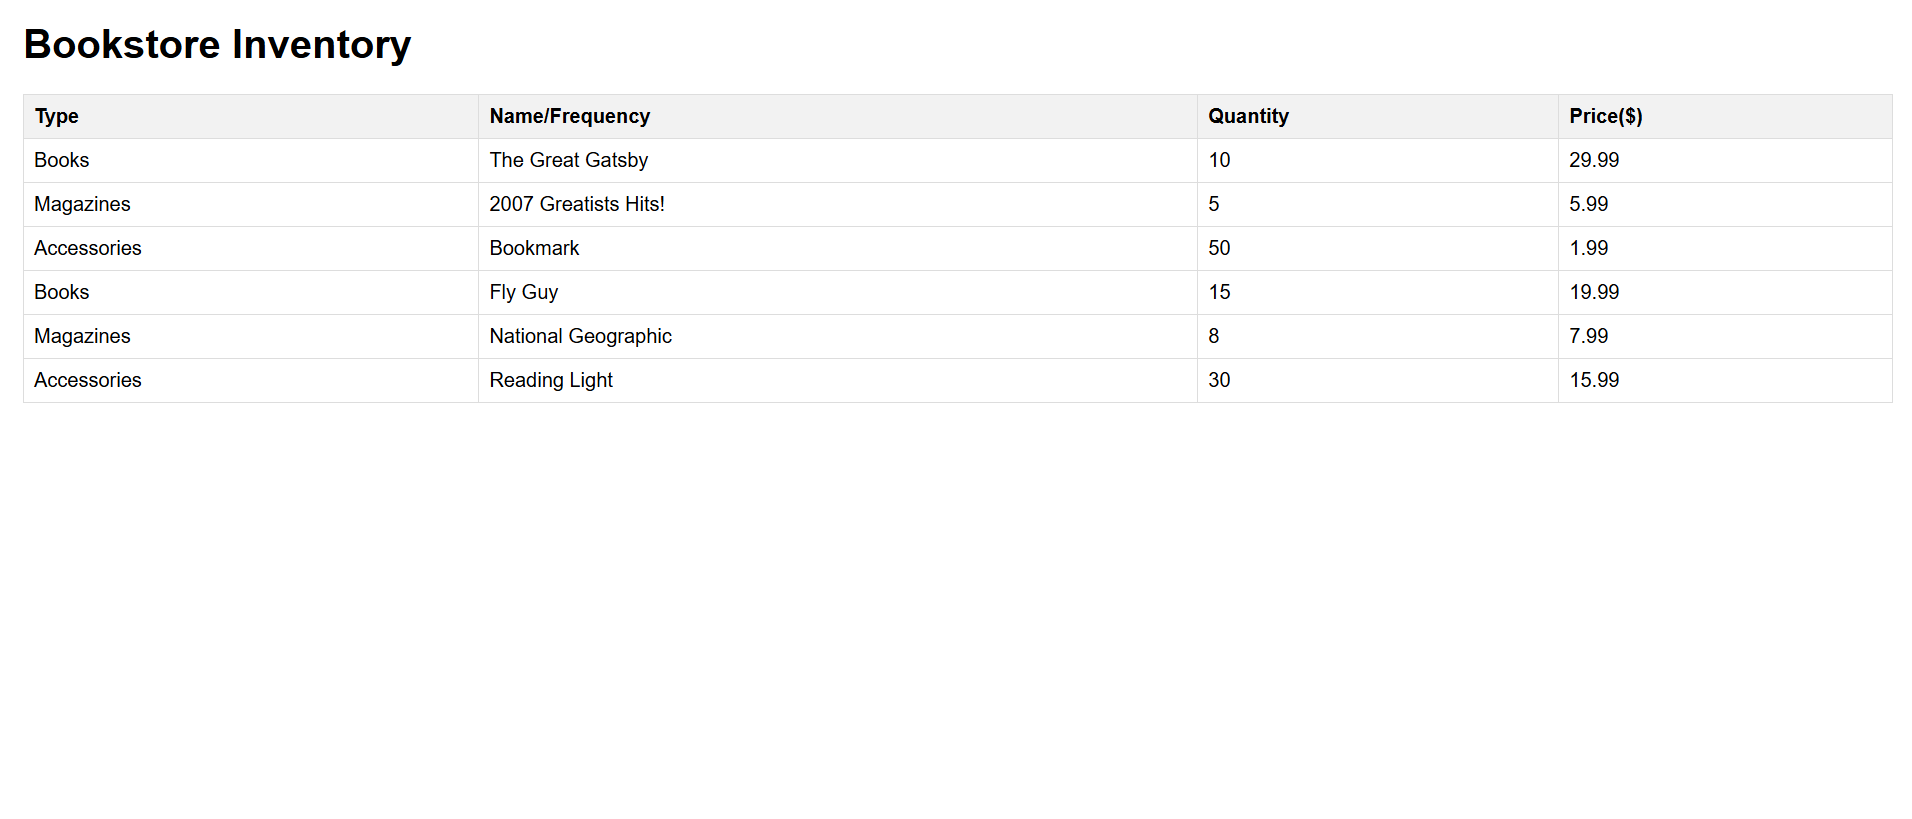 Bookstore Inventory
Type Name/Frequency Quantity Price($)
Books The Great Gatsby 10 29.99
Magazines 2007 Greatists Hits! 5 5.99
Accessories Bookmark 50 1.99
Books Fly Guy 15 19.99
Magazines National Geographic 8 7.99
Accessories Reading Light 30 15.99